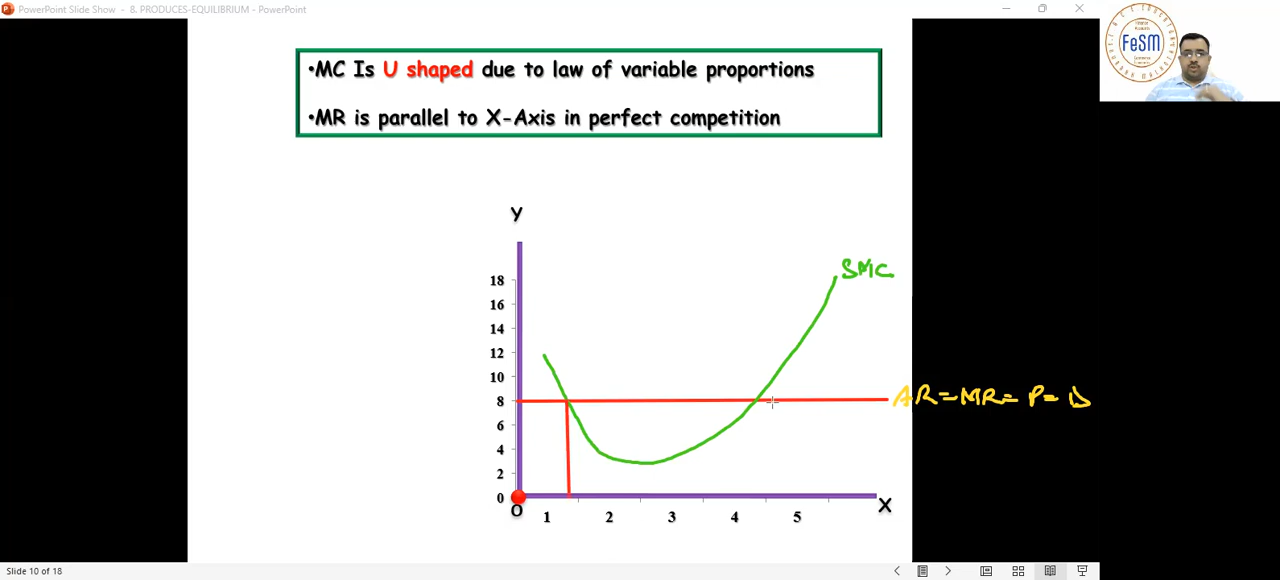 PowerPoint Slide Show - 8. PRODUCES-EQUILIBRIUM - PowerPoint
FeSM
•MC Is U shaped due to law of variable proportions
•MR is parallel to X-Axis in perfect competition
Y
SMC
18
16
14
12
10
8
6
4
2
0
AR=MR=P=D
O
1 2 3 4 5
X
Slide 10 of 18